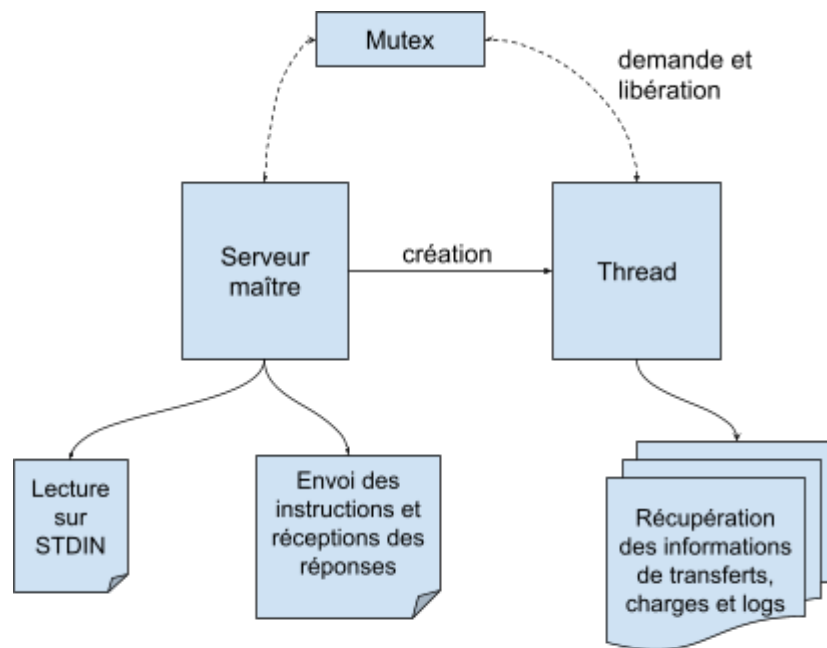 Mutex
demande et
libération
Serveur
maître
création
Thread
Lecture
sur
STDIN
Envoi des
instructions et
réceptions des
réponses
Récupération
des informations
de transferts,
charges et logs